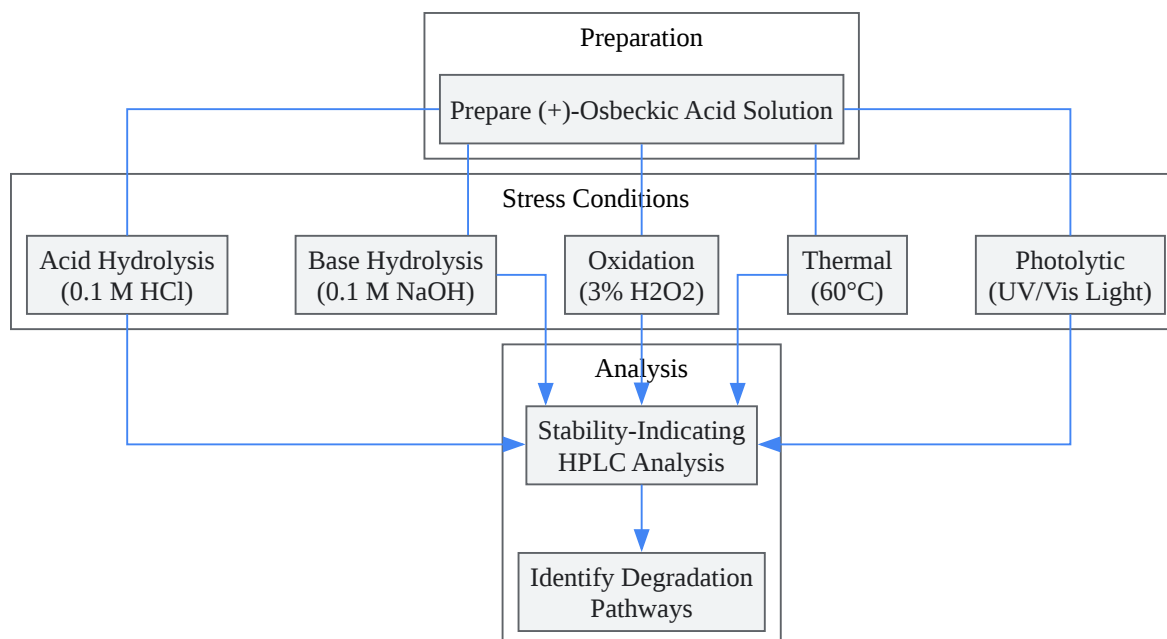 Preparation
Prepare (+)-Osbeckic Acid Solution
Stress Conditions
Acid Hydrolysis
(0.1 M HCl)
Base Hydrolysis
(0.1 M NaOH)
Oxidation
(3% H2O2)
Thermal
(60°C)
Photolytic
(UV/Vis Light)
Analysis
Stability-Indicating
HPLC Analysis
Identify Degradation
Pathways